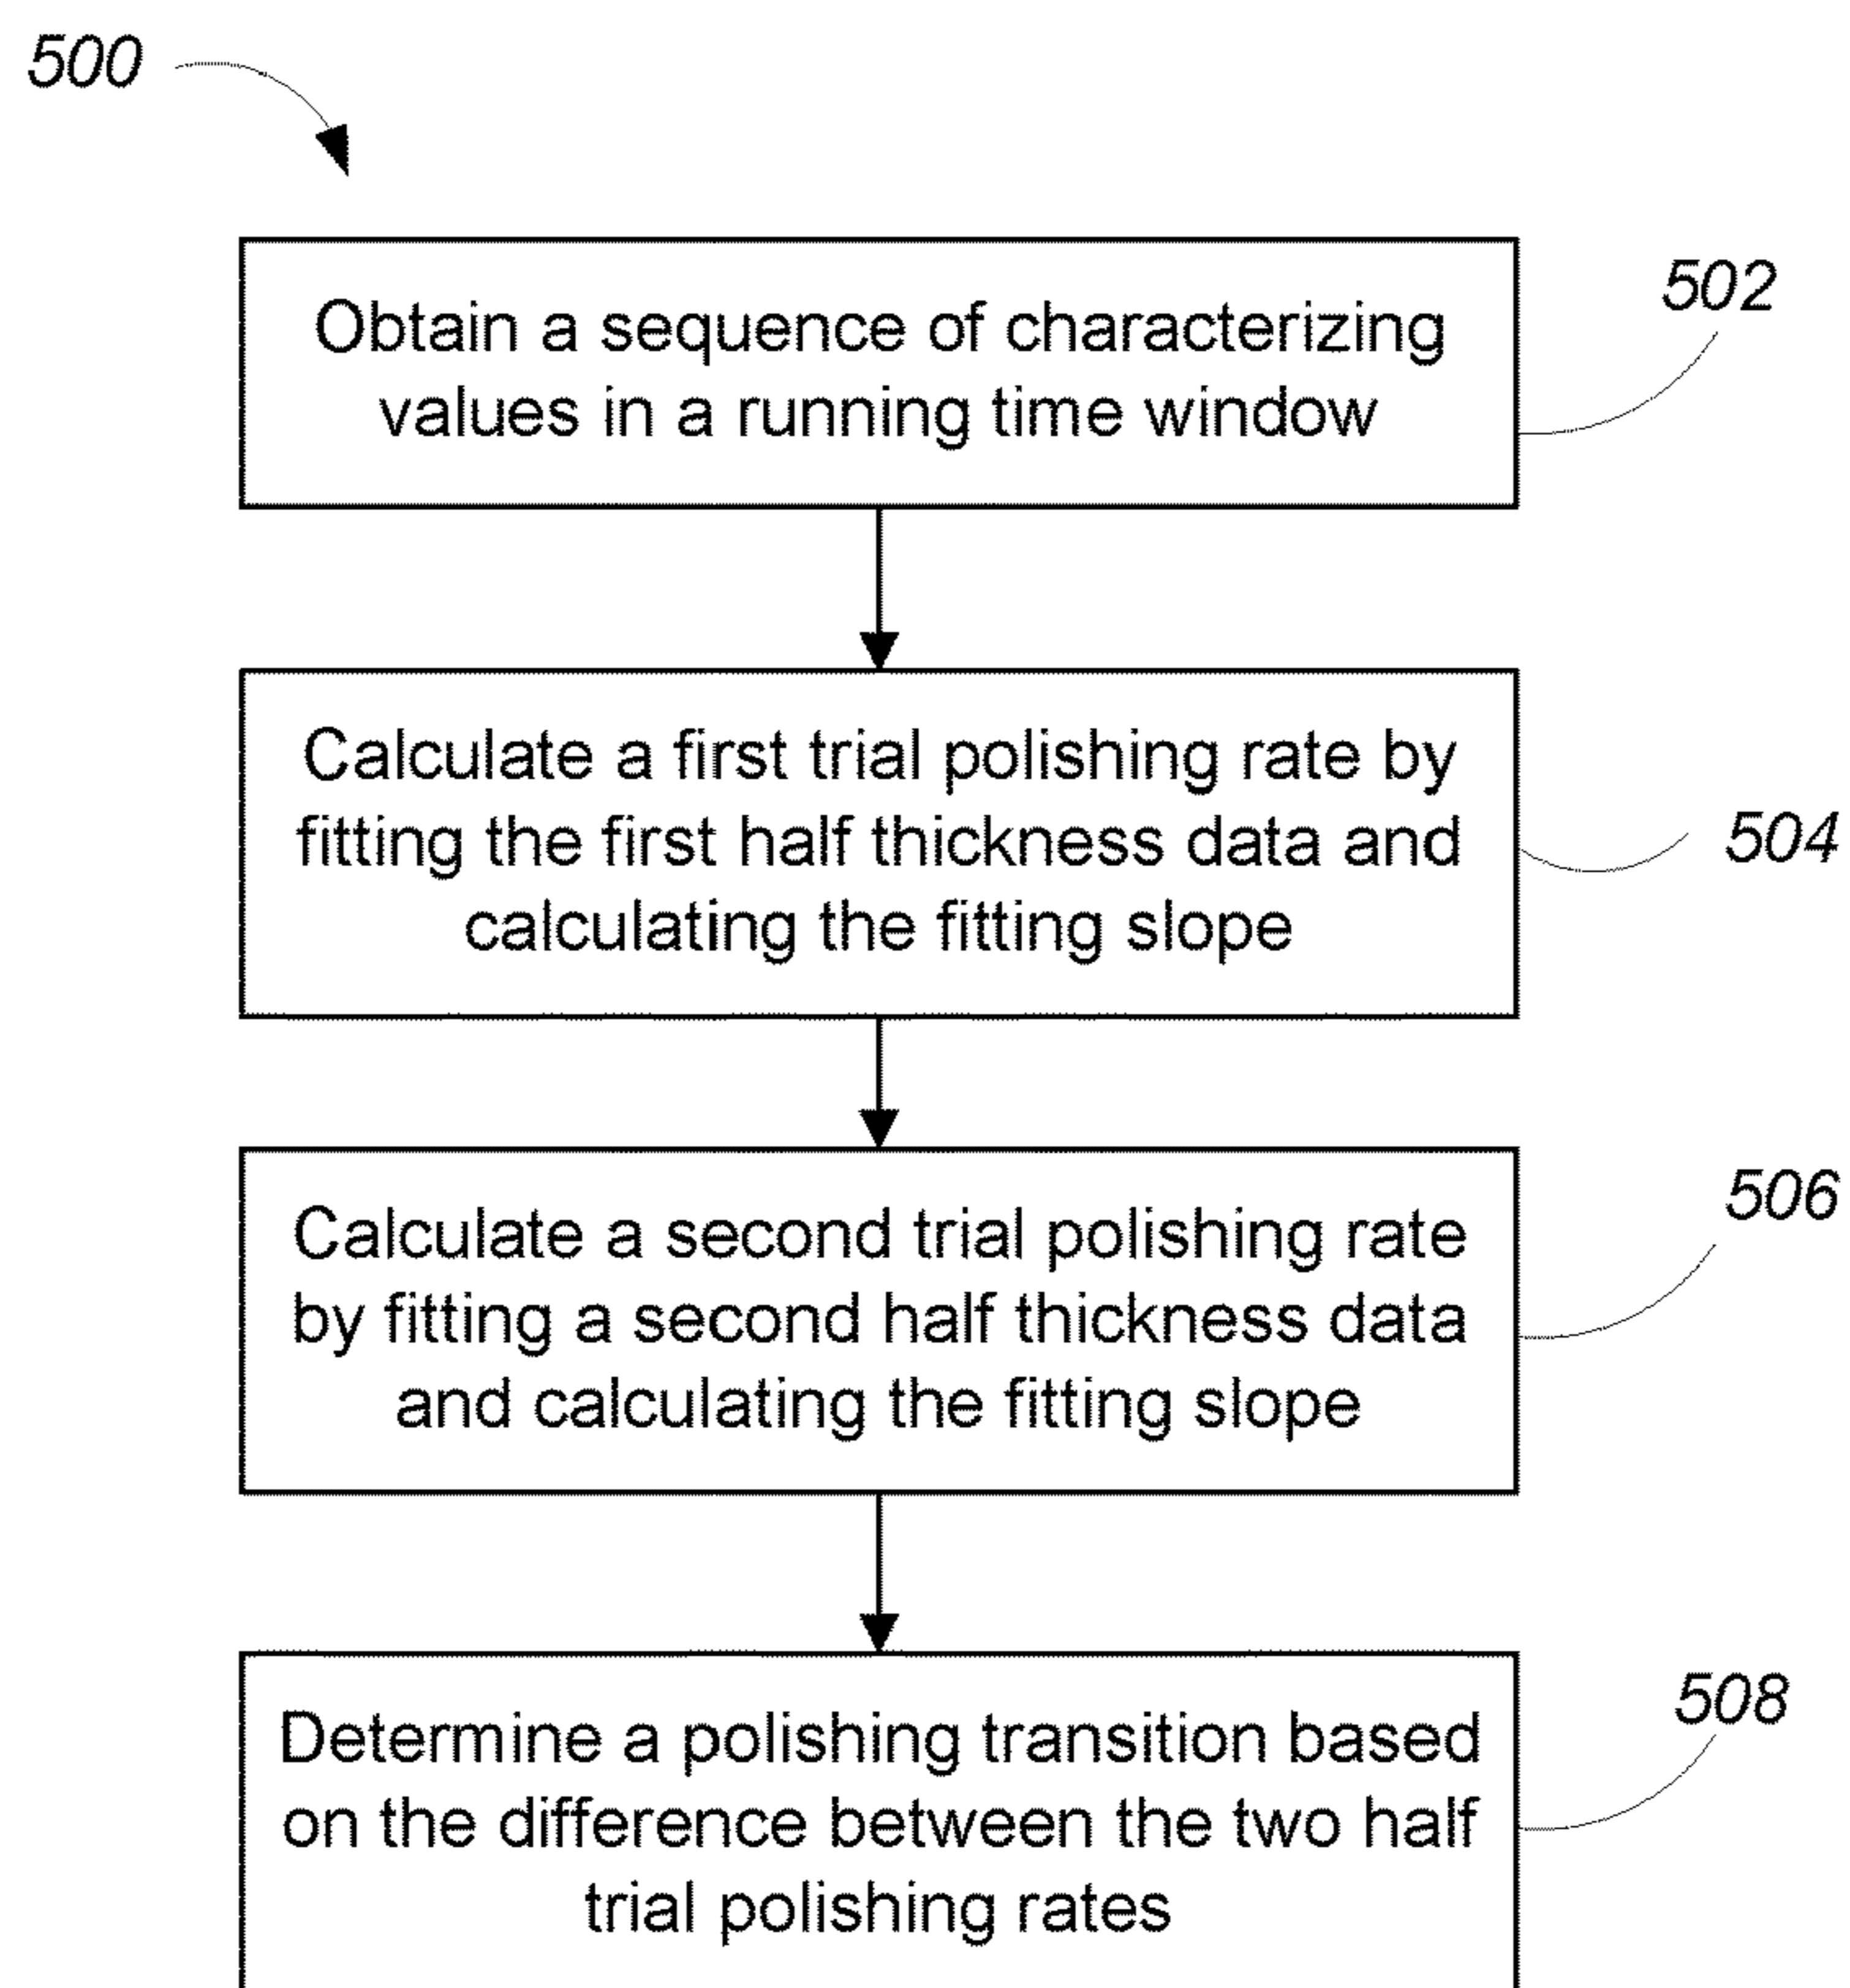 500
Obtain a sequence of characterizing
values in a running time window
502
Calculate a first trial polishing rate by
fitting the first half thickness data and
calculating the fitting slope
504
Calculate a second trial polishing rate
by fitting a second half thickness data
and calculating the fitting slope
506
Determine a polishing transition based
on the difference between the two half
trial polishing rates
508